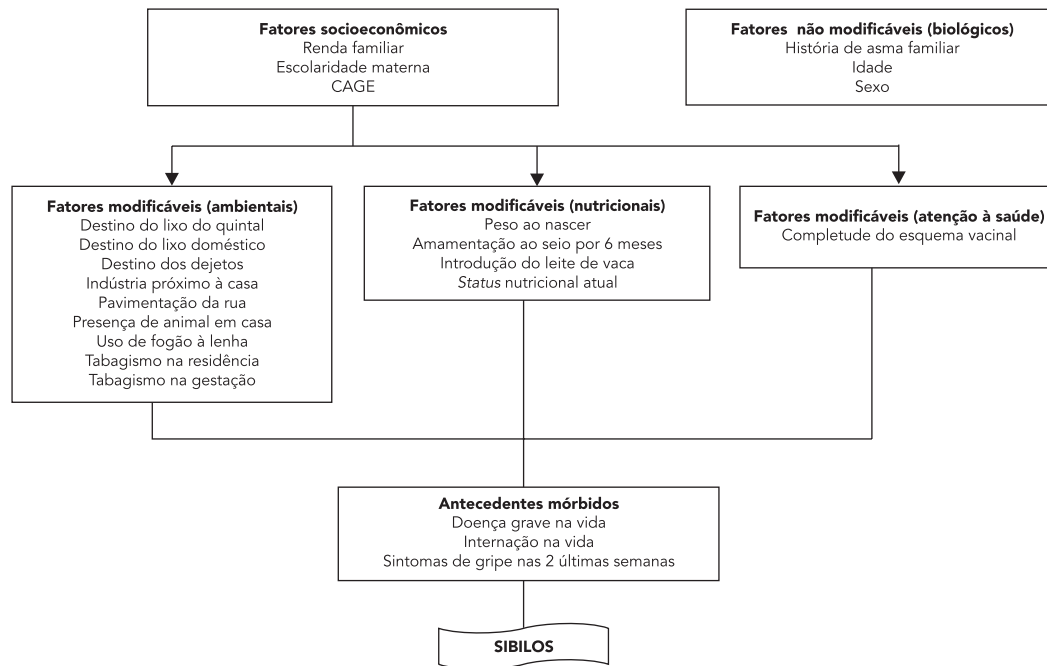 Fatores socioeconômicos
Renda familiar
Escolaridade materna
CAGE
Fatores não modificáveis (biológicos)
História de asma familiar
Idade
Sexo
Fatores modificáveis (ambientais)
Destino do lixo do quintal
Destino do lixo doméstico
Destino dos dejetos
Indústria próximo à casa
Pavimentação da rua
Presença de animal em casa
Uso de fogão à lenha
Tabagismo na residência
Tabagismo na gestação
Fatores modificáveis (nutricionais)
Peso ao nascer
Amamentação ao seio por 6 meses
Introdução do leite de vaca
Status nutricional atual
Fatores modificáveis (atenção à saúde)
Completude do esquema vacinal
Antecedentes mórbidos
Doença grave na vida
Internação na vida
Sintomas de gripe nas 2 últimas semanas
SIBILOS